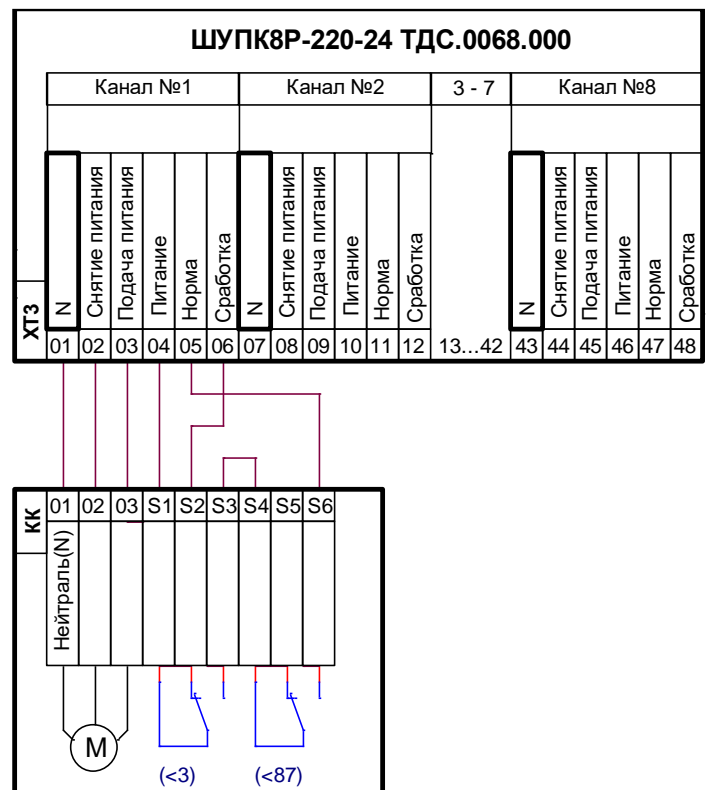 ШУПК8Р-220-24 ТДС.0068.000
Канал №1 Канал №2 3 - 7 Канал №8
N Снятие питания Подача питания Питание Норма Сработка N Снятие питания Подача питания Питание Норма Сработка N Снятие питания Подача питания Питание Норма Сработка
ХТ3 01 02 03 04 05 06 07 08 09 10 11 12 13...42 43 44 45 46 47 48
КК 01 02 03 S1 S2 S3 S4 S5 S6
Нейтраль(N)
М
(<3) (<87)